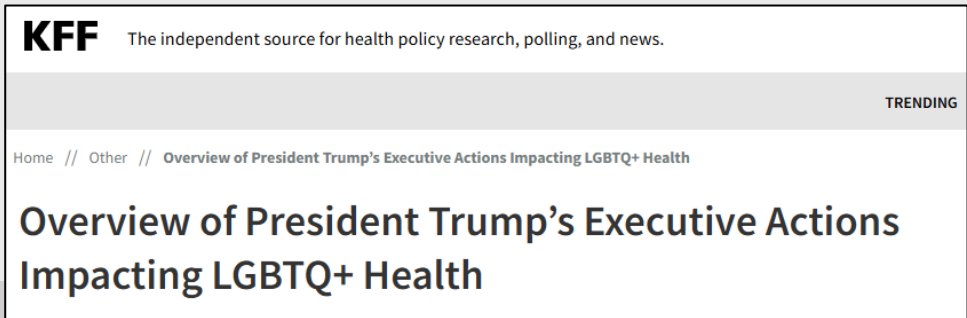 KFF The independent source for health policy research, polling, and news.
TRENDING
Home // Other // Overview of President Trump's Executive Actions Impacting LGBTQ+ Health
Overview of President Trump’s Executive Actions
Impacting LGBTQ+ Health